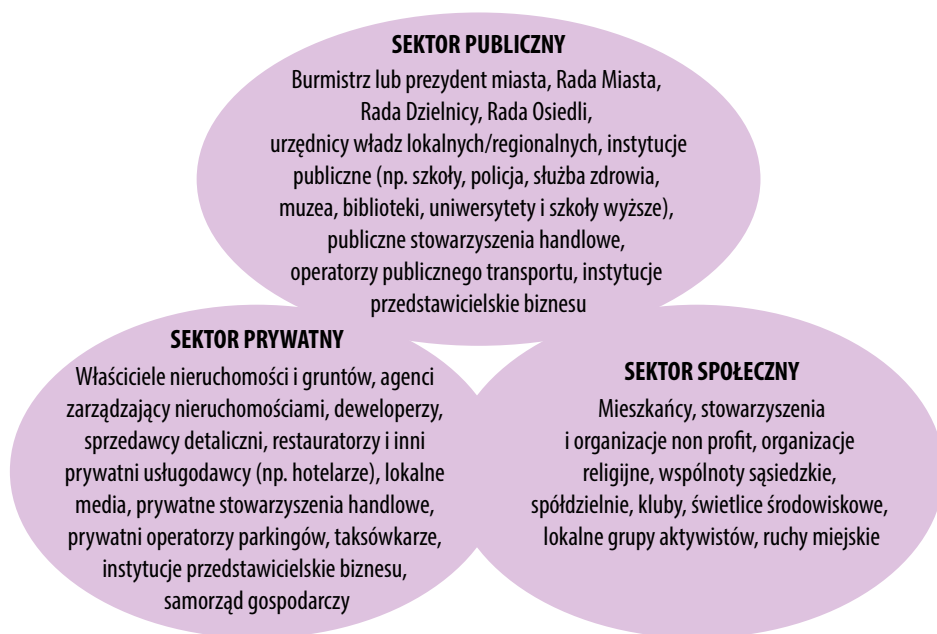 SEKTOR PUBLICZNY
Burmistrz lub prezydent miasta, Rada Miasta,
Rada Dzielnicy, Rada Osiedli,
urzędnicy władz lokalnych/regionalnych, instytucje
publiczne (np. szkoły, policja, służba zdrowia,
muzea, biblioteki, uniwersytety i szkoły wyższe),
publiczne stowarzyszenia handlowe,
operatorzy publicznego transportu, instytucje
przedstawicielskie biznesu
SEKTOR PRYWATNY
Właściciele nieruchomości i gruntów, agenci
zarządzający nieruchomościami, deweloperzy,
sprzedawcy detaliczni, restauratorzy i inni
prywatni usługodawcy (np. hotelarze), lokalne
media, prywatne stowarzyszenia handlowe,
prywatni operatorzy parkingów, taksówkarze,
instytucje przedstawicielskie biznesu,
samorząd gospodarczy
SEKTOR SPOŁECZNY
Mieszkańcy, stowarzyszenia
i organizacje non profit, organizacje
religijne, wspólnoty sąsiedzkie,
spółdzielnie, kluby, świetlice środowiskowe,
lokalne grupy aktywistów, ruchy miejskie